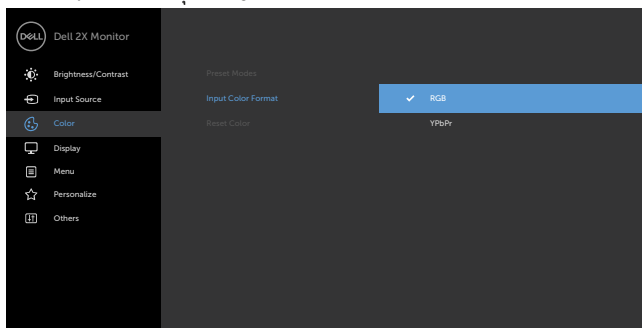 DELL Dell 2X Monitor
Brightness/Contrast
Preset Modes
Input Source
Input Color Format
✓ RGB
Color
Reset Color
YPbPr
Display
Menu
Personalize
Others